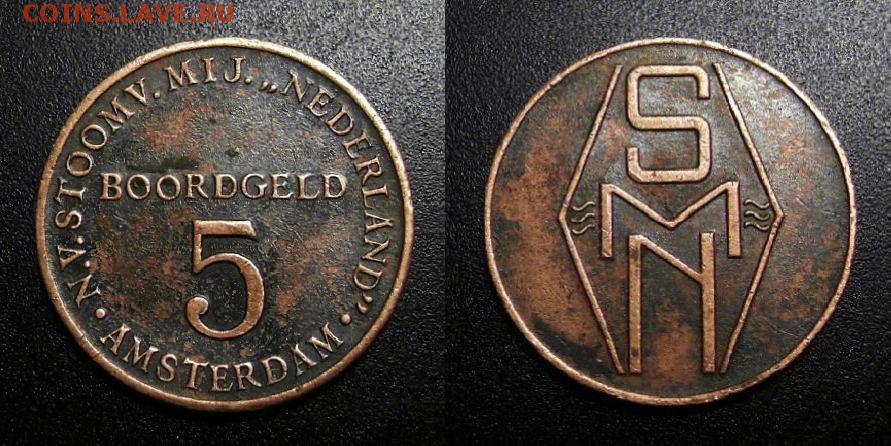 COINS.LAVE.RU
N.V. STOOMV. MIJ. „NEDERLAND”
BOORDGELD
5
AMSTERDAM
S
M
N